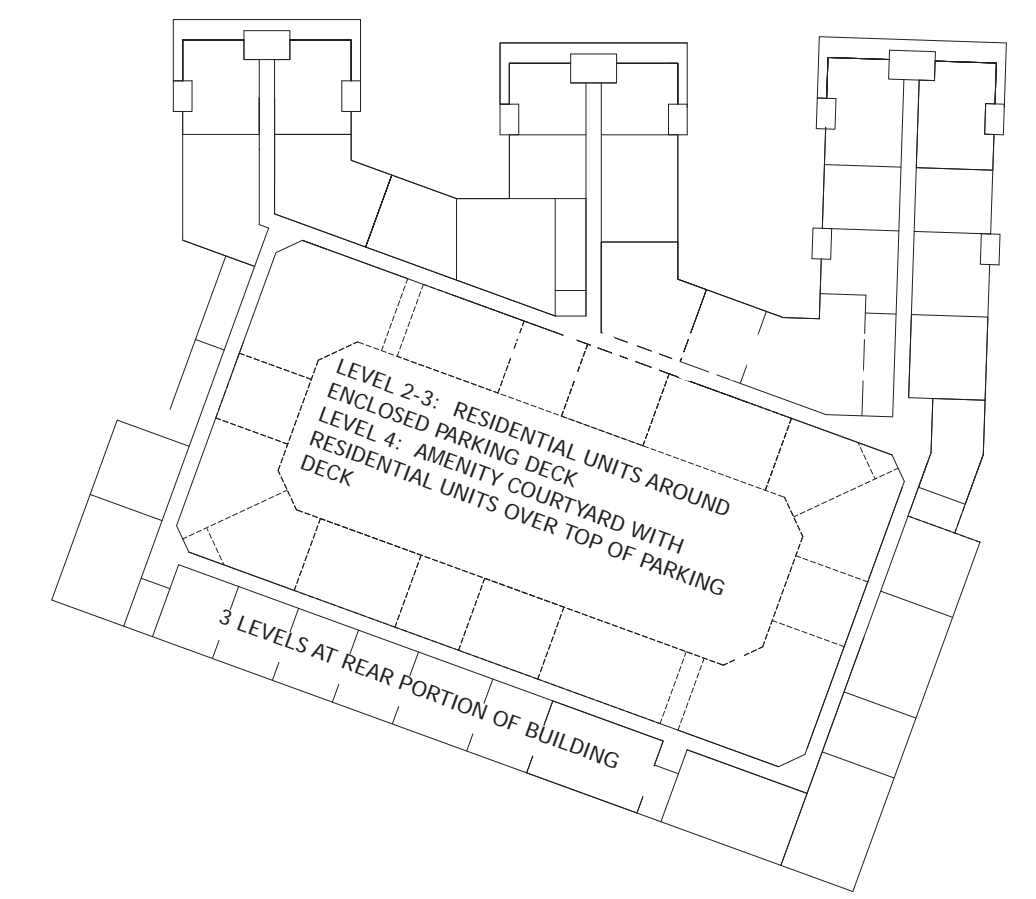 LEVEL 2-3: RESIDENTIAL UNITS AROUND
ENCLOSED PARKING DECK
LEVEL 4: AMENITY COURTYARD WITH
RESIDENTIAL UNITS OVER TOP OF PARKING
DECK
3 LEVELS AT REAR PORTION OF BUILDING